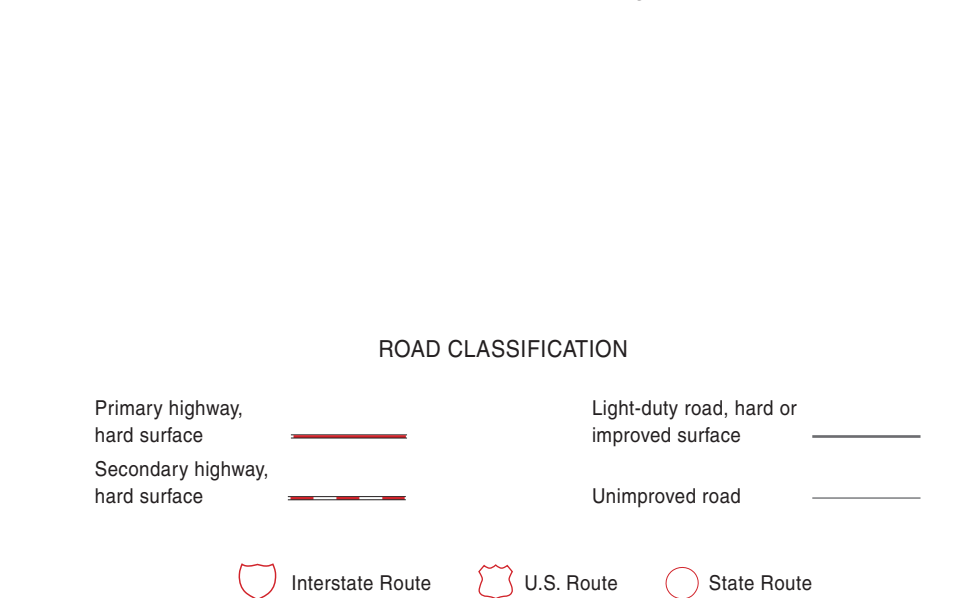 ROAD CLASSIFICATION
Primary highway,
hard surface
Secondary highway,
hard surface
Light-duty road, hard or
improved surface
Unimproved road
Interstate Route
U.S. Route
State Route